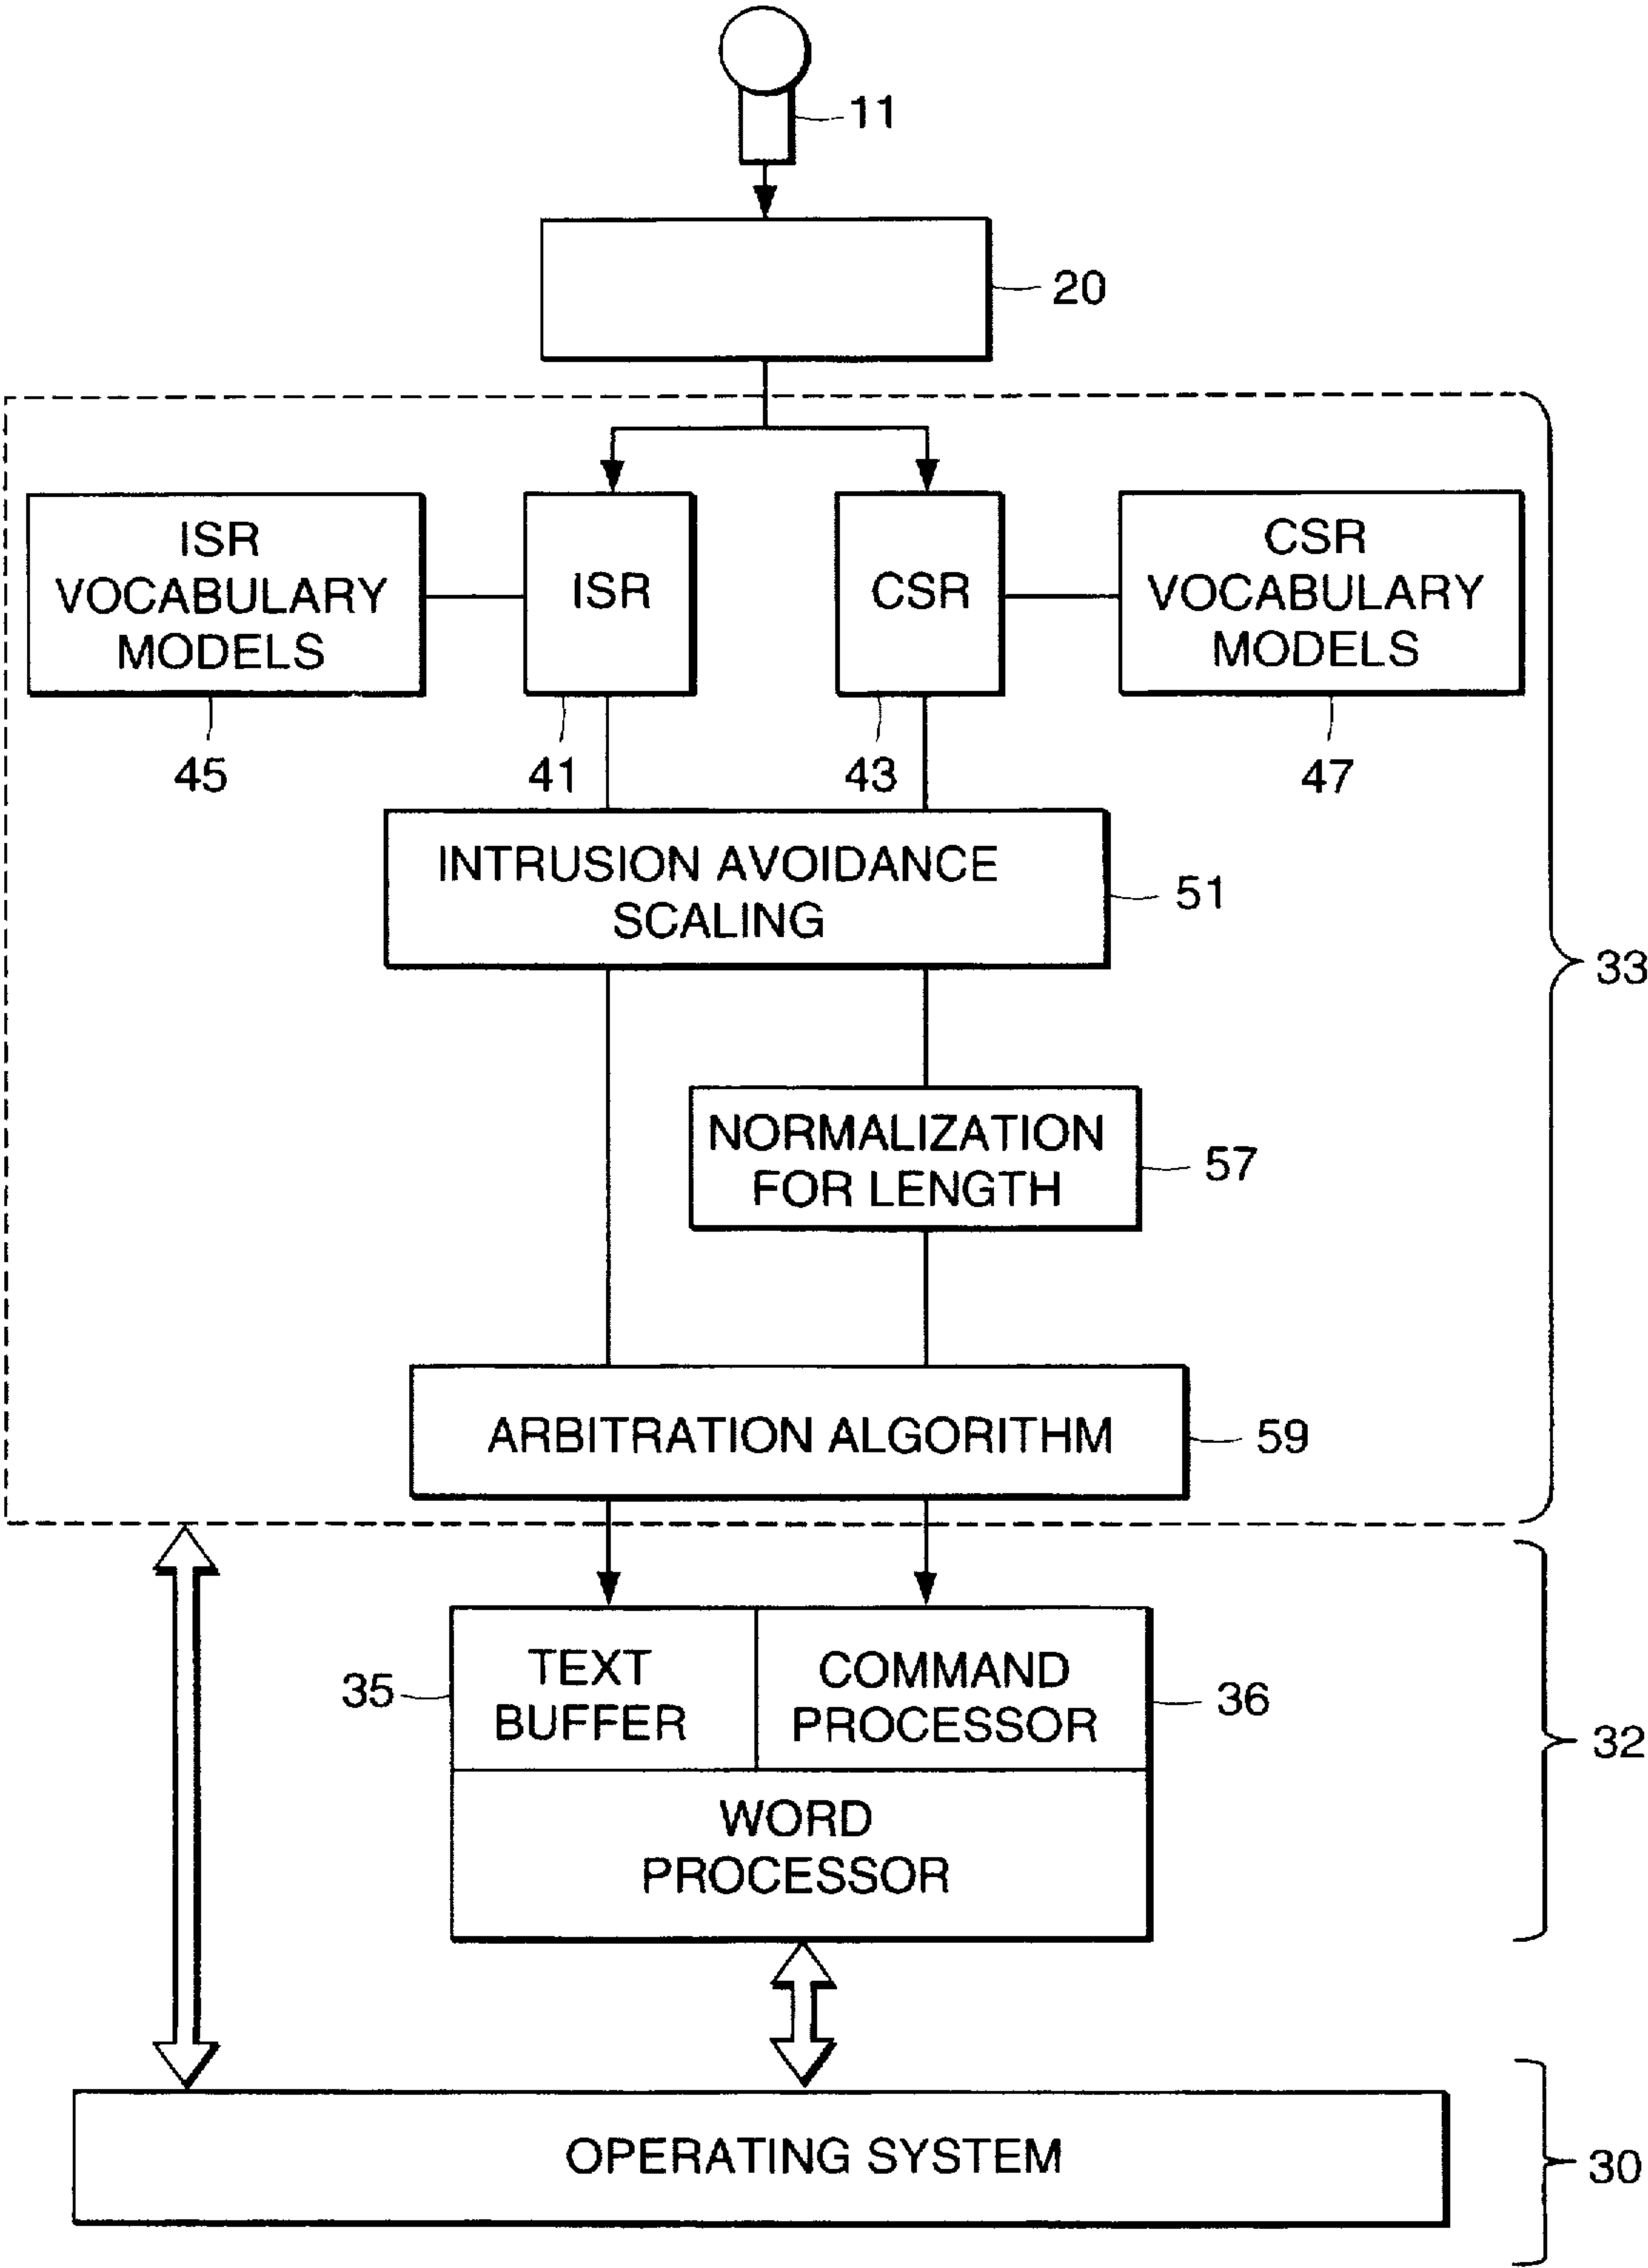 11
20
ISR
VOCABULARY
MODELS
ISR
CSR
CSR
VOCABULARY
MODELS
45
41
43
47
INTRUSION AVOIDANCE
SCALING
51
33
NORMALIZATION
FOR LENGTH
57
ARBITRATION ALGORITHM
59
35
TEXT
BUFFER
COMMAND
PROCESSOR
36
32
WORD
PROCESSOR
OPERATING SYSTEM
30